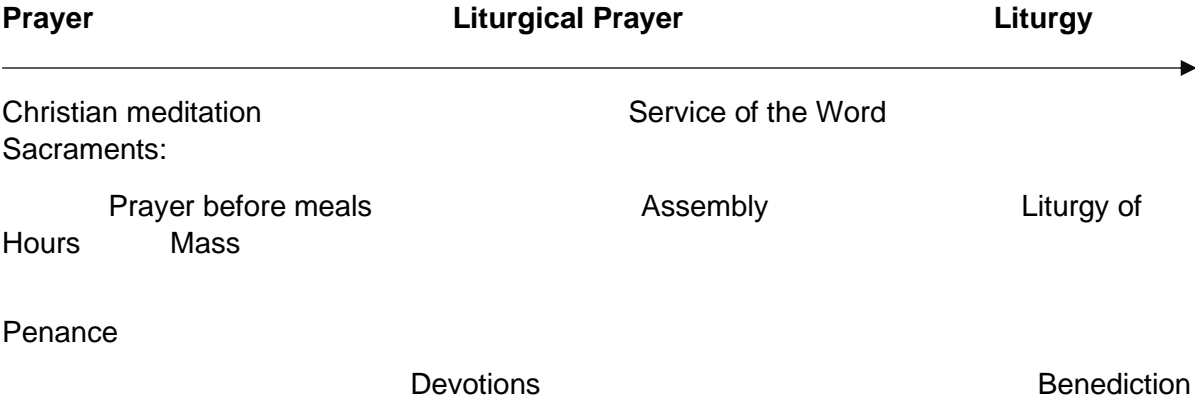 Prayer Liturgical Prayer Liturgy
Christian meditation Service of the Word
Sacraments:
Prayer before meals Assembly Liturgy of
Hours Mass
Penance
Devotions Benediction